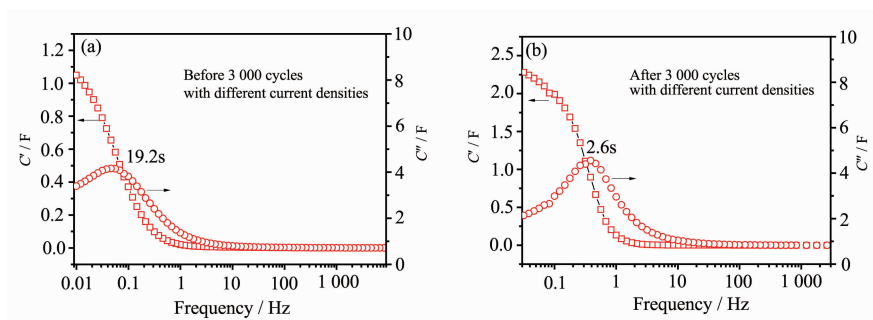 (a)
Before 3 000 cycles
with different current densities
19.2s
C′ / F
1.2
1.0
0.8
0.6
0.4
0.2
0.0
C″ / F
10
8
6
4
2
0
0.01 0.1 1 10 100 1 000
Frequency / Hz
(b)
After 3 000 cycles
with different current densities
2.6s
C′ / F
2.5
2.0
1.5
1.0
0.5
0.0
C″ / F
10
8
6
4
2
0
0.1 1 10 100 1 000
Frequency / Hz